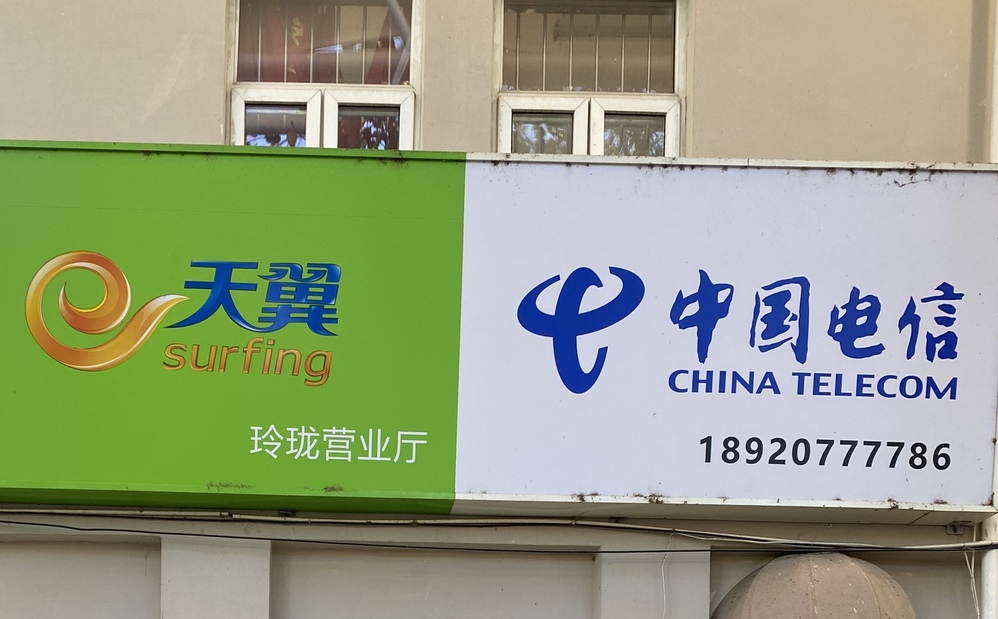 天翼
surfing
玲珑营业厅
中国电信
CHINA TELECOM
18920777786